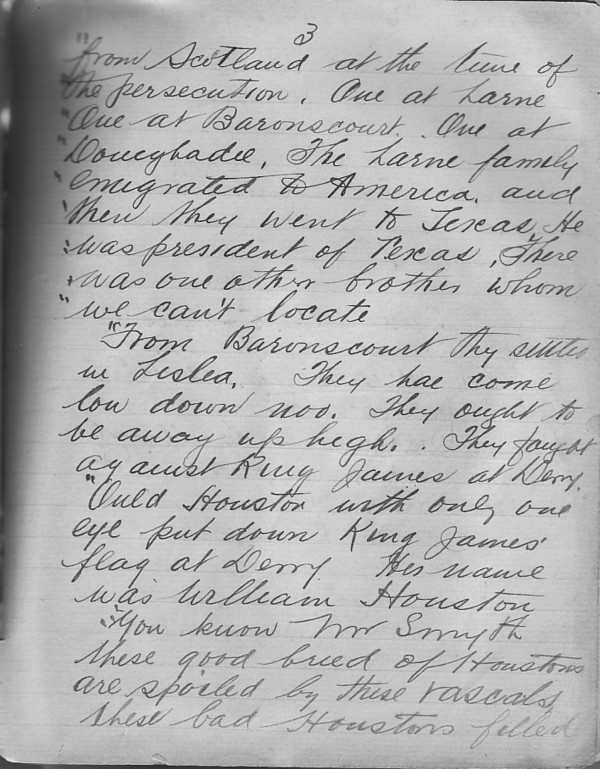 3
"from Scotland at the time of
"the persecution. One at Larne
"One at Baronscourt. One at
"Doneghadee, The Larne family
"emigrated to America. and
"then they went to Texas, He
"was president of Texas, There
"was one other brother whom
"we can't locate
"From Baronscourt thy settled
in Leslea. They hae come
low down noo. They ought to
be away up high. They fought
against King James at Derry.
"Ould Houston with only one
eye put down King James'
flag at Derry His name
was William Houston
"You know Mr Smyth
these good breed of Houstons
are spoiled by these rascals,
these bad Houstons filled